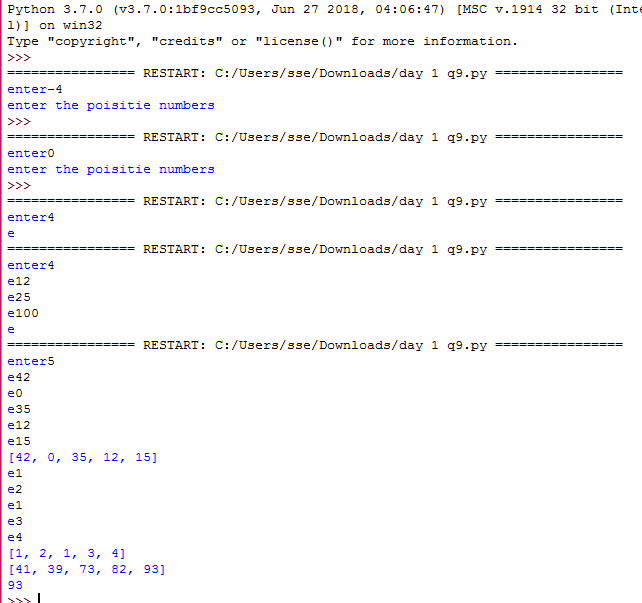 Python 3.7.0 (v3.7.0:1bf9cc5093, Jun 27 2018, 04:06:47) [MSC v.1914 32 bit (Inte
l)] on win32
Type "copyright", "credits" or "license()" for more information.
>>>
================ RESTART: C:/Users/sse/Downloads/day 1 q9.py ================
enter-4
enter the poisitie numbers
>>>
================ RESTART: C:/Users/sse/Downloads/day 1 q9.py ================
enter0
enter the poisitie numbers
>>>
================ RESTART: C:/Users/sse/Downloads/day 1 q9.py ================
enter4
e
================ RESTART: C:/Users/sse/Downloads/day 1 q9.py ================
enter4
e12
e25
e100
e
================ RESTART: C:/Users/sse/Downloads/day 1 q9.py ================
enter5
e42
e0
e35
e12
e15
[42, 0, 35, 12, 15]
e1
e2
e1
e3
e4
[1, 2, 1, 3, 4]
[41, 39, 73, 82, 93]
93
>>>